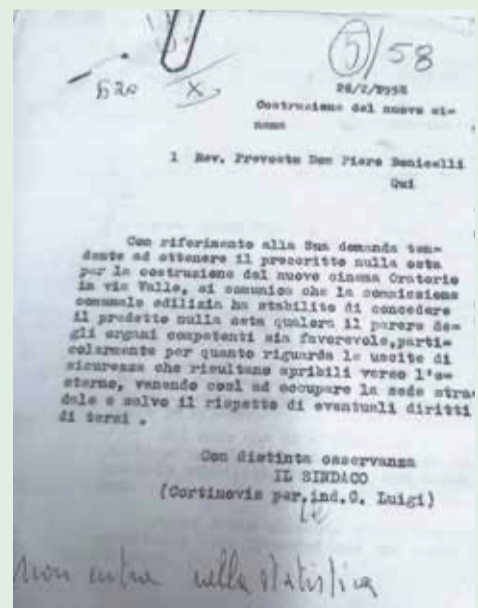 5/58
620
X
28/2/1958
Costruzione del nuovo ci-
nema
1 Rev. Prevosto Don Piero Bonicelli
Qui
Con riferimento alla Sua domanda ten-
dente ad ottenere il prescritto nulla osta
per la costruzione del nuovo cinema Oratorio
in via Valle, si comunica che la commissione
comunale edilizia ha stabilito di concedere
il predetto nulla osta qualora il parere de-
gli organi competenti sia favorevole,parti-
colarmente per quanto riguarda le uscite di
sicurezza che risultano apribili verso l'e-
sterno, venendo così ad occupare la sede stra
dale e salvo il rispetto di eventuali diritti
di terzi .
Con distinta osservanza
IL SINDACO
(Cortinovis per.ind.G. Luigi)
non entra nella statistica